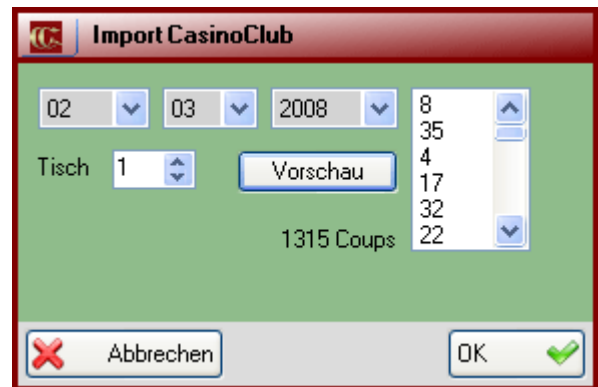 Import CasinoClub
02 03 2008
Tisch 1 Vorschau
1315 Coups
8
35
4
17
32
22
Abbrechen OK